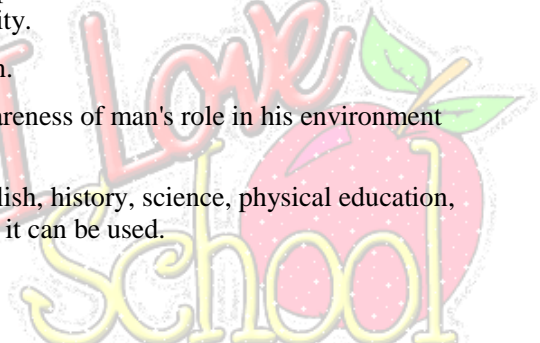 ity.
n.
areness of man's role in his environment
lish, history, science, physical education,
it can be used.
I Love
School